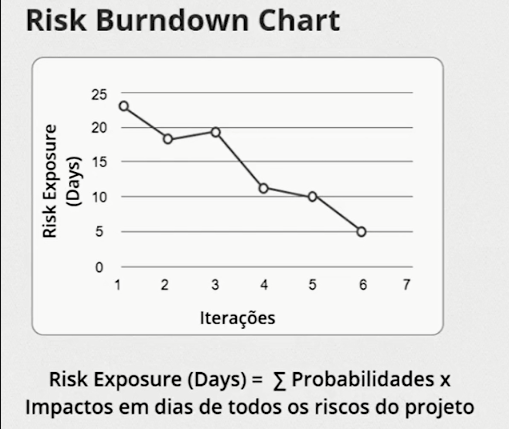 Risk Burndown Chart
Risk Exposure
(Days)
25
20
15
10
5
0
1 2 3 4 5 6 7
Iterações
Risk Exposure (Days) = ∑ Probabilidades x
Impactos em dias de todos os riscos do projeto